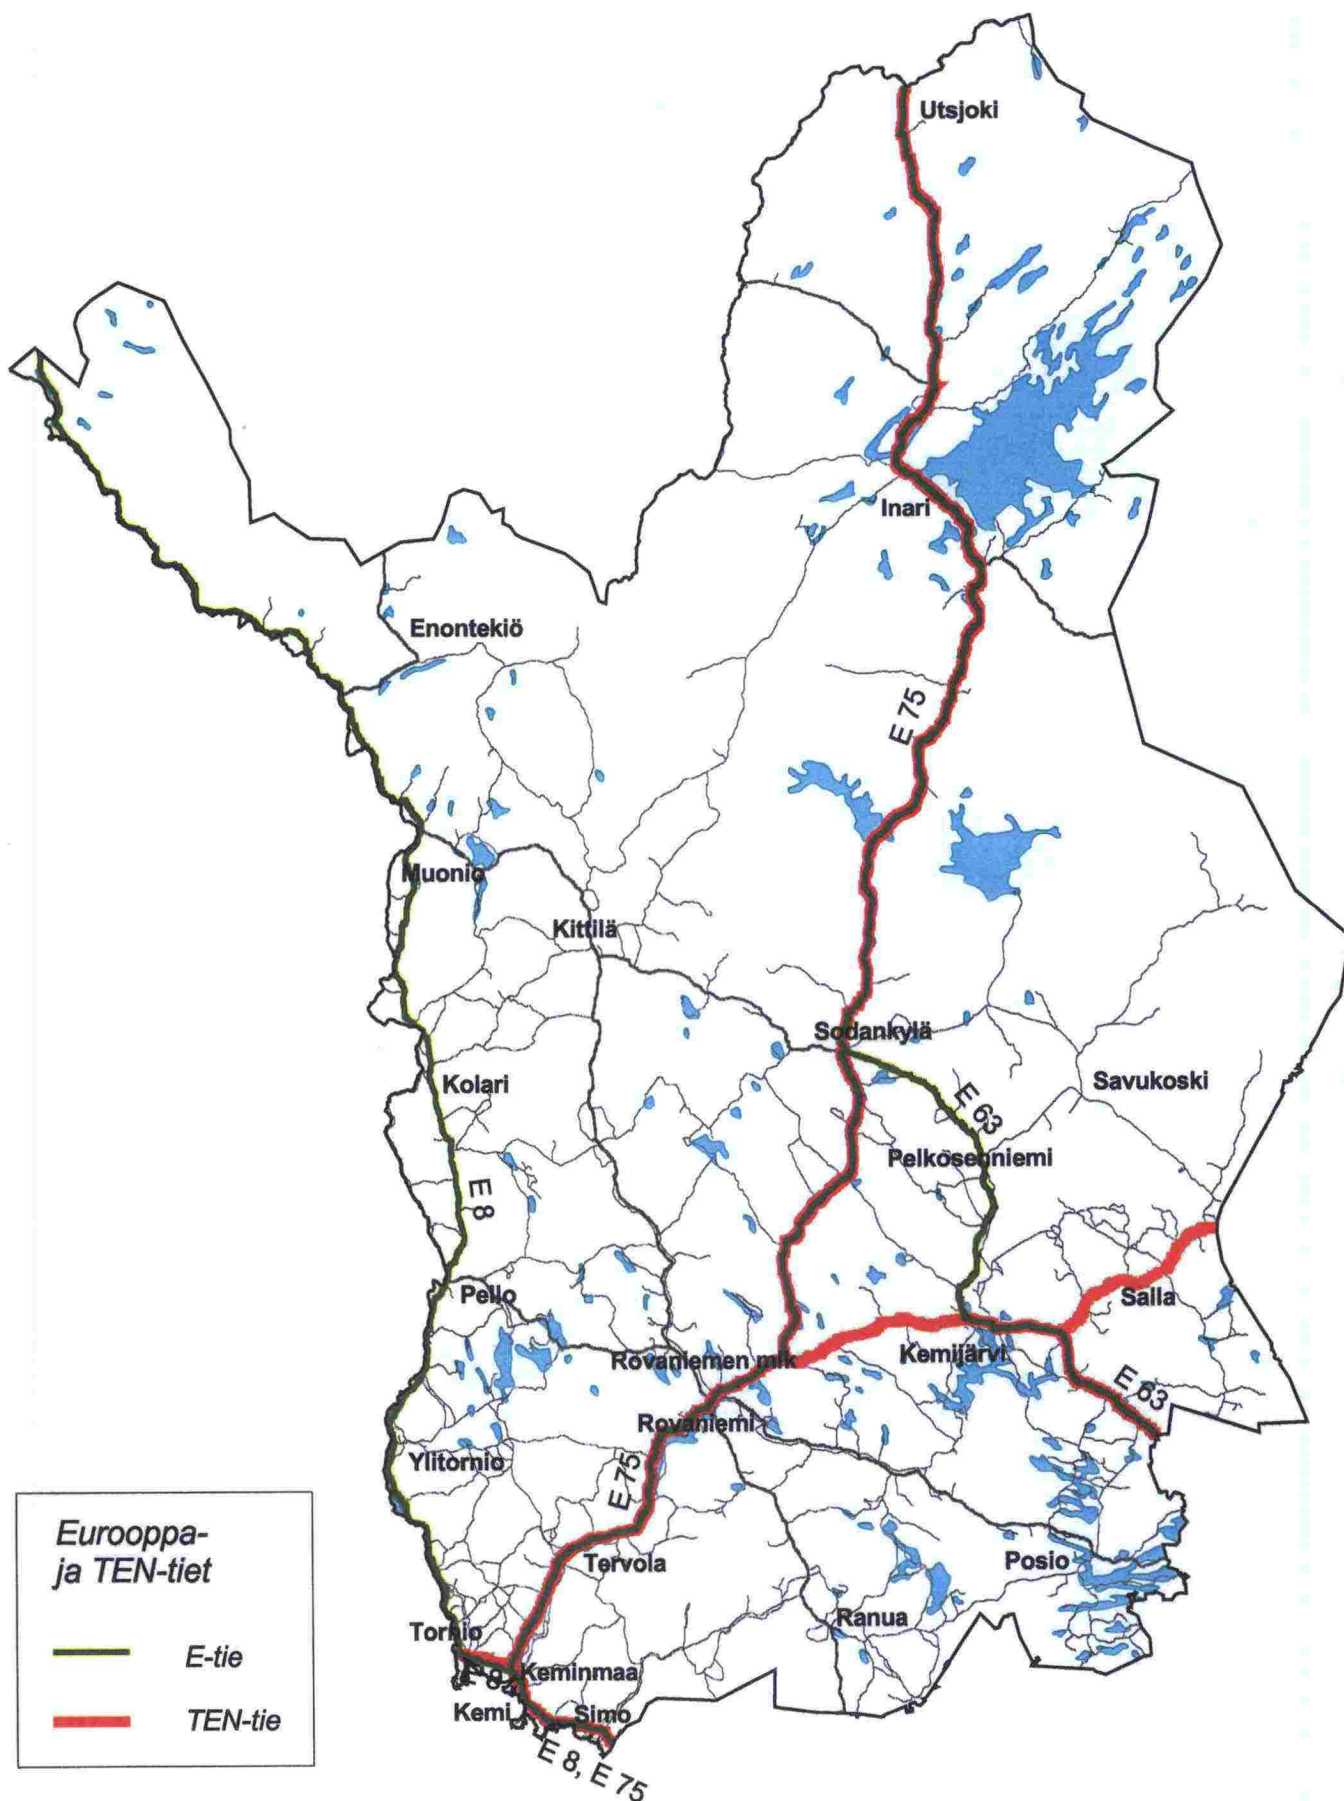 Utsjoki
Inari
Enontekiö
E 75
Muonio
Kittilä
Sodankylä
Kolari
Savukoski
E 63
Pelkosenniemi
E 8
Pello
Salla
Rovaniemen mlk
Kemijärvi
E 63
Rovaniemi
Ylitornio
E 75
Tervola
Posio
Ranua
Tornio
Keminmaa
Kemi
Simo
E 8, E 75
Eurooppa-
ja TEN-tiet
E-tie
TEN-tie